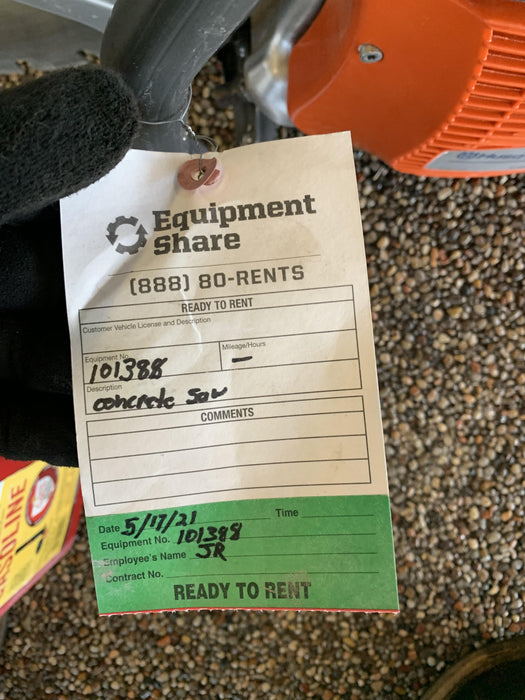 Equipment
Share
(888) 80-RENTS
READY TO RENT
Customer Vehicle License and Description
Equipment No.
101388
Mileage/Hours
—
Description
concrete saw
COMMENTS
Date 5/17/21 Time
Equipment No. 101388
Employee's Name JR
Contract No.
READY TO RENT
GASOLINE